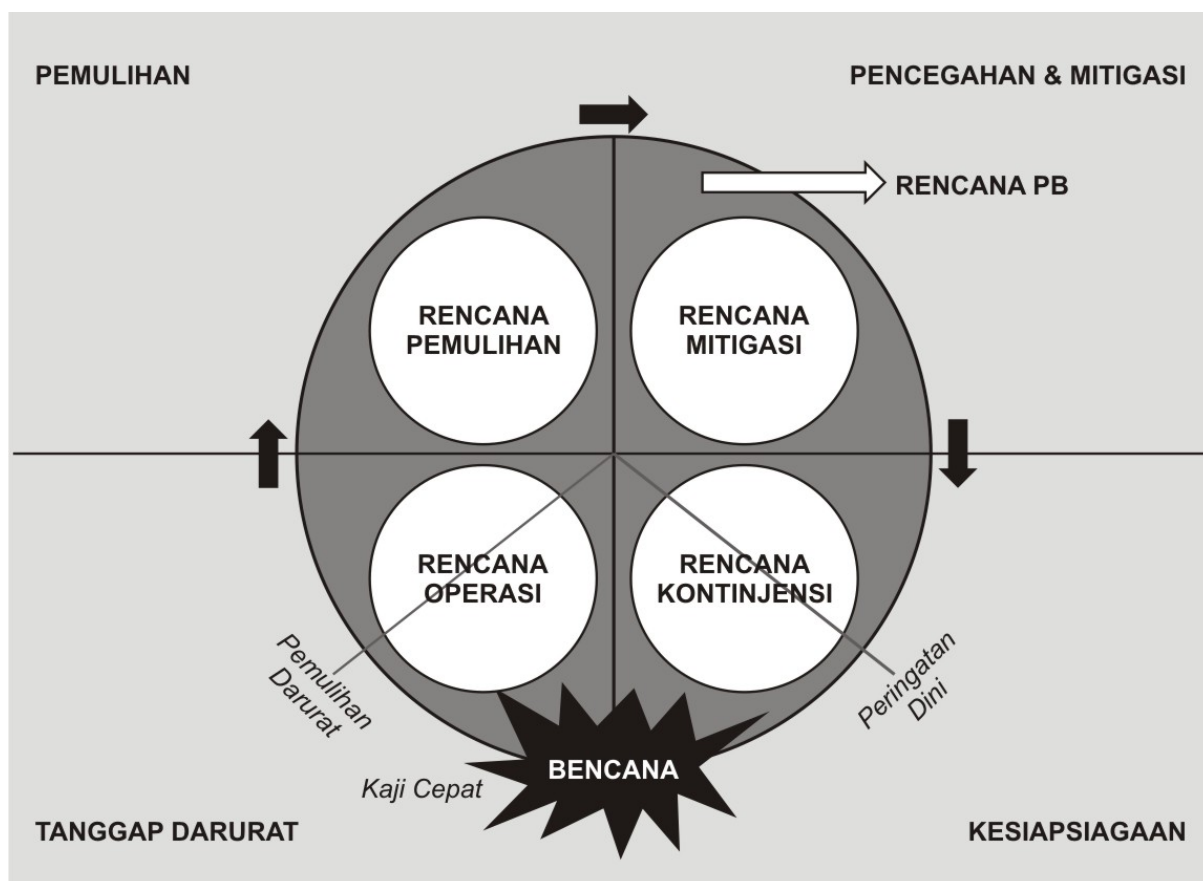 PEMULIHAN
PENCEGAHAN & MITIGASI
RENCANA PB
RENCANA
PEMULIHAN
RENCANA
MITIGASI
RENCANA
OPERASI
RENCANA
KONTINJENSI
Pemulihan
Darurat
Peringatan
Dini
BENCANA
Kaji Cepat
TANGGAP DARURAT
KESIAPSIAGAAN